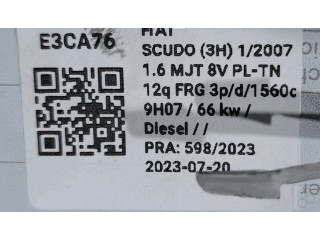 FIAT
E3CA76
SCUDO (3H) 1/2007
1.6 MJT 8V PL-TN
12q FRG 3p/d/1560c
9H07 / 66 kw /
Diesel / /
PRA: 598/2023
2023-07-20